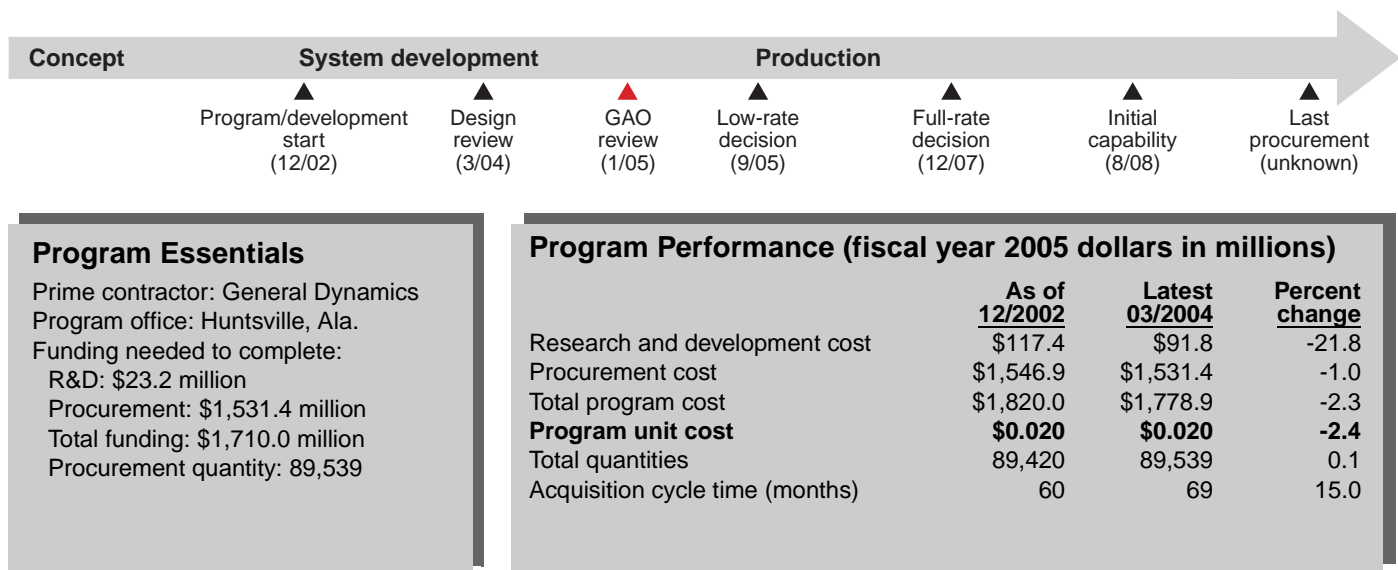 Concept System development Production
Program/development
start
(12/02)
Design
review
(3/04)
GAO
review
(1/05)
Low-rate
decision
(9/05)
Full-rate
decision
(12/07)
Initial
capability
(8/08)
Last
procurement
(unknown)
Program Essentials
Prime contractor: General Dynamics
Program office: Huntsville, Ala.
Funding needed to complete:
R&D: $23.2 million
Procurement: $1,531.4 million
Total funding: $1,710.0 million
Procurement quantity: 89,539
Program Performance (fiscal year 2005 dollars in millions)
As of Latest Percent
12/2002 03/2004 change
Research and development cost $117.4 $91.8 -21.8
Procurement cost $1,546.9 $1,531.4 -1.0
Total program cost $1,820.0 $1,778.9 -2.3
Program unit cost $0.020 $0.020 -2.4
Total quantities 89,420 89,539 0.1
Acquisition cycle time (months) 60 69 15.0